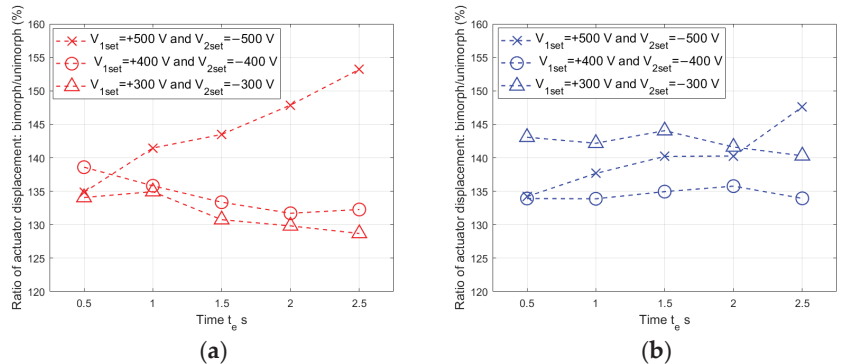 160
155
150
145
140
135
130
125
120
Ratio of actuator displacement: bimorph/unimorph (%)
V1set=+500 V and V2set=−500 V
V1set=+400 V and V2set=−400 V
V1set=+300 V and V2set=−300 V
0.5 1 1.5 2 2.5
Time te s
(a)
160
155
150
145
140
135
130
125
120
Ratio of actuator displacement: bimorph/unimorph (%)
V1set=+500 V and V2set=−500 V
V1set=+400 V and V2set=−400 V
V1set=+300 V and V2set=−300 V
0.5 1 1.5 2 2.5
Time te s
(b)